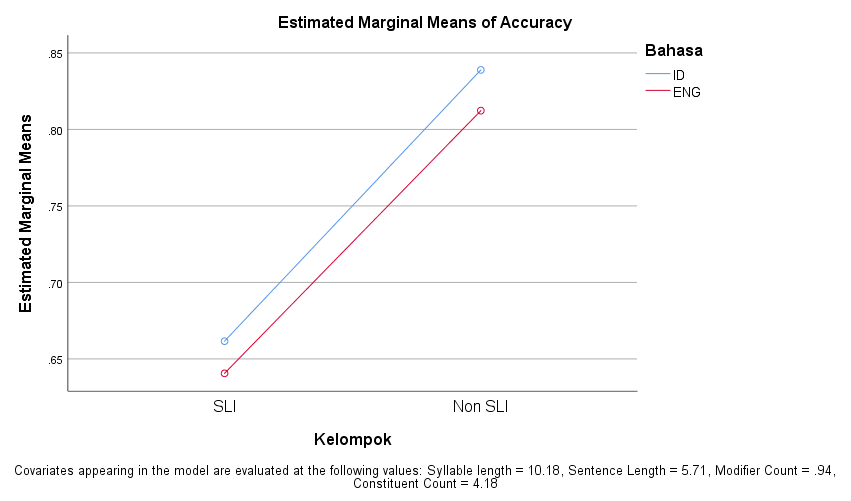 Estimated Marginal Means of Accuracy
Estimated Marginal Means
.85
.80
.75
.70
.65
SLI
Non SLI
Kelompok
Bahasa
ID
ENG
Covariates appearing in the model are evaluated at the following values: Syllable length = 10.18, Sentence Length = 5.71, Modifier Count = .94,
Constituent Count = 4.18